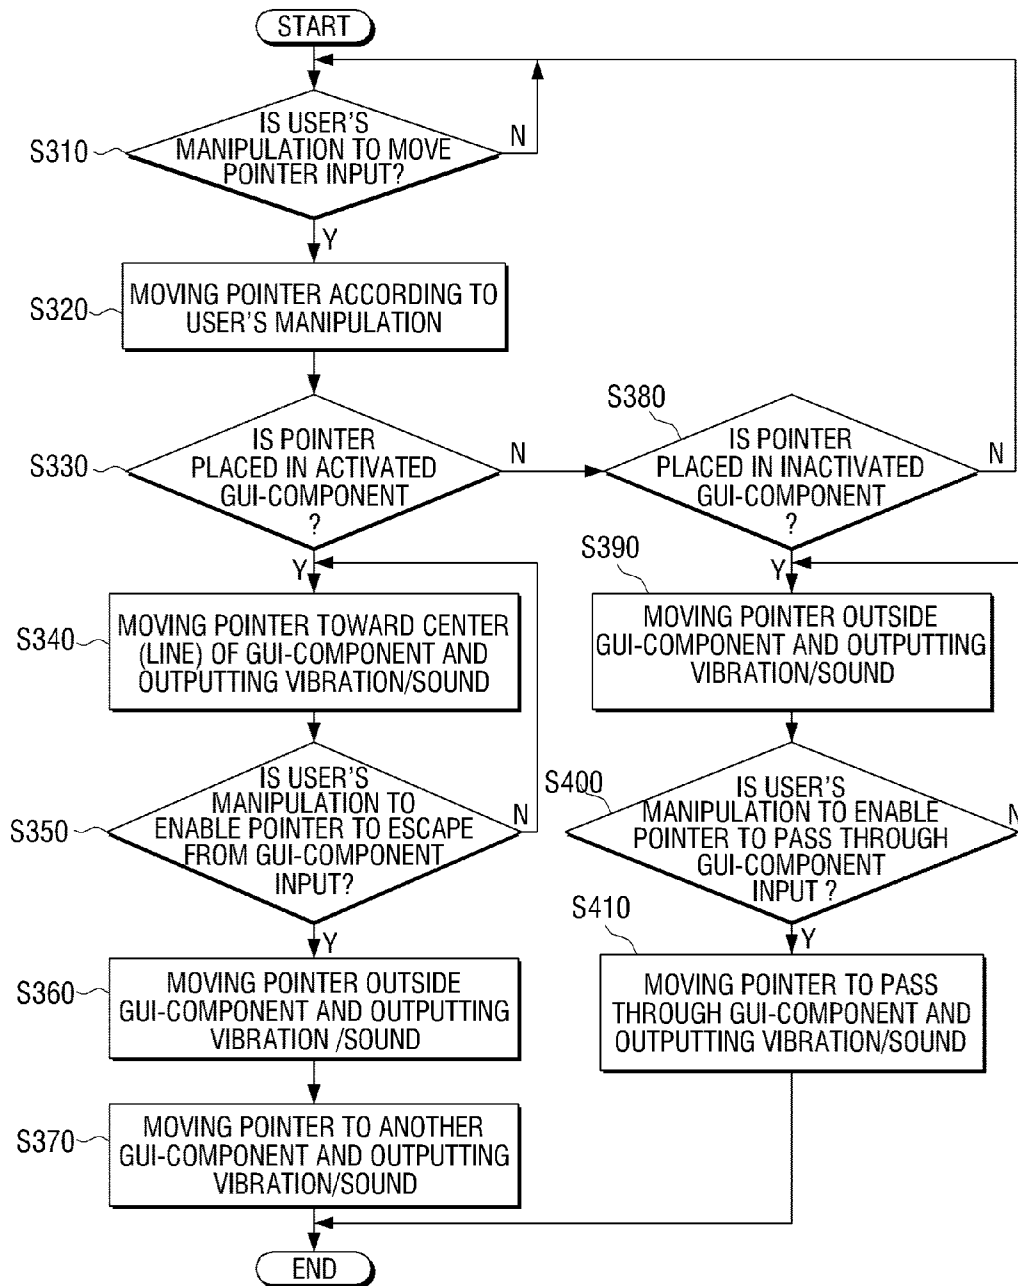 START
IS USER'S
MANIPULATION TO MOVE
POINTER INPUT?
S310
N
Y
MOVING POINTER ACCORDING TO
USER'S MANIPULATION
S320
IS POINTER
PLACED IN ACTIVATED
GUI-COMPONENT
?
S330
N
Y
MOVING POINTER TOWARD CENTER
(LINE) OF GUI-COMPONENT AND
OUTPUTTING VIBRATION/SOUND
S340
IS USER'S
MANIPULATION TO
ENABLE POINTER TO ESCAPE
FROM GUI-COMPONENT
INPUT?
S350
N
Y
MOVING POINTER OUTSIDE
GUI-COMPONENT AND OUTPUTTING
VIBRATION /SOUND
S360
MOVING POINTER TO ANOTHER
GUI-COMPONENT AND OUTPUTTING
VIBRATION/SOUND
S370
S380
IS POINTER
PLACED IN INACTIVATED
GUI-COMPONENT
?
N
Y
S390
MOVING POINTER OUTSIDE
GUI-COMPONENT AND OUTPUTTING
VIBRATION/SOUND
S400
IS USER'S
MANIPULATION TO ENABLE
POINTER TO PASS THROUGH
GUI-COMPONENT
INPUT ?
N
Y
S410
MOVING POINTER TO PASS
THROUGH GUI-COMPONENT AND
OUTPUTTING VIBRATION/SOUND
END